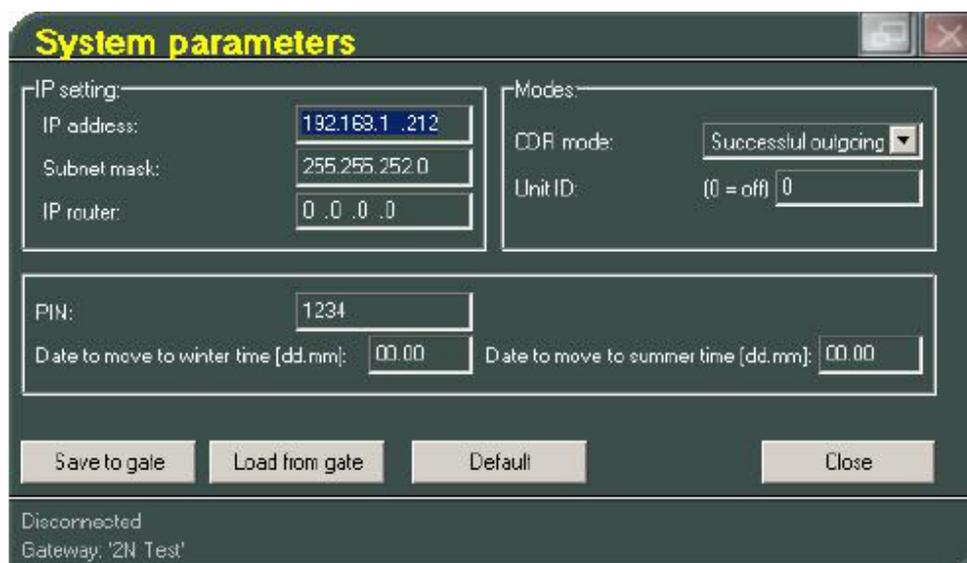 System parameters
IP setting:
IP address: 192.168.1 .212
Subnet mask: 255.255.252.0
IP router: 0 .0 .0 .0
Modes:
CDR mode: Successful outgoing
Unit ID: (0 = off) 0
PIN: 1234
Date to move to winter time [dd.mm]: 00.00 Date to move to summer time [dd.mm]: 00.00
Save to gate Load from gate Default Close
Disconnected
Gateway: '2N Test'